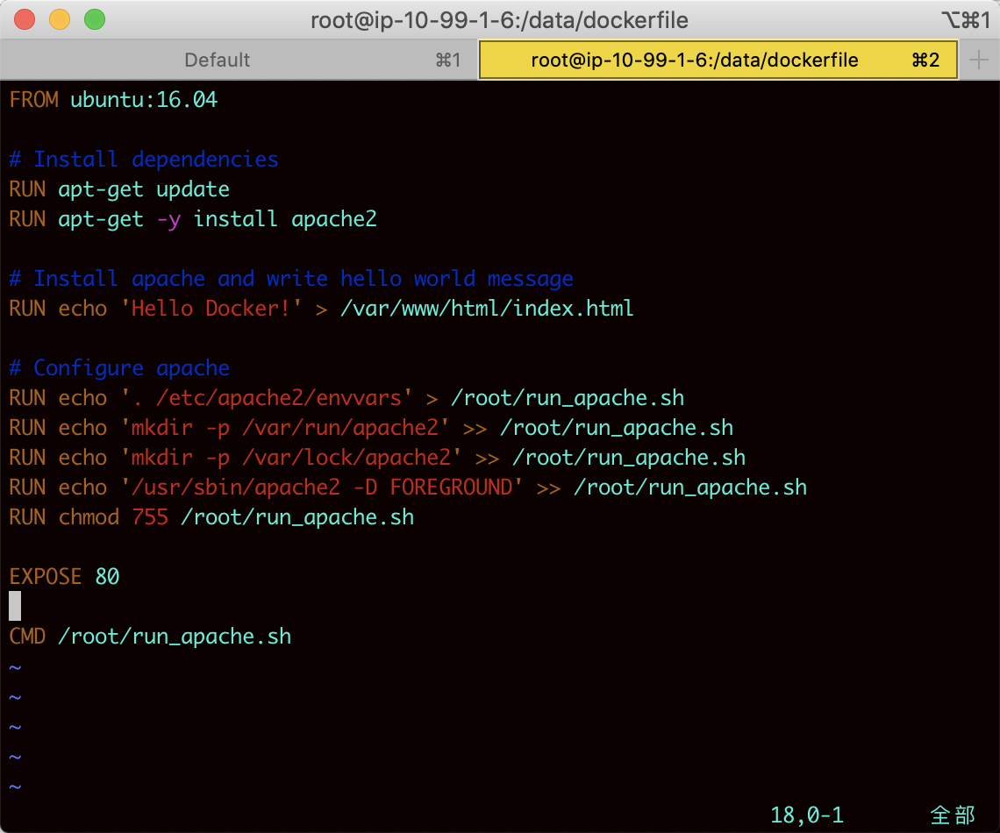 root@ip-10-99-1-6:/data/dockerfile ⌥⌘1
Default ⌘1 root@ip-10-99-1-6:/data/dockerfile ⌘2 +
FROM ubuntu:16.04
# Install dependencies
RUN apt-get update
RUN apt-get -y install apache2
# Install apache and write hello world message
RUN echo 'Hello Docker!' > /var/www/html/index.html
# Configure apache
RUN echo '. /etc/apache2/envvars' > /root/run_apache.sh
RUN echo 'mkdir -p /var/run/apache2' >> /root/run_apache.sh
RUN echo 'mkdir -p /var/lock/apache2' >> /root/run_apache.sh
RUN echo '/usr/sbin/apache2 -D FOREGROUND' >> /root/run_apache.sh
RUN chmod 755 /root/run_apache.sh
EXPOSE 80
CMD /root/run_apache.sh
~
~
~
~
~
18,0-1 全部